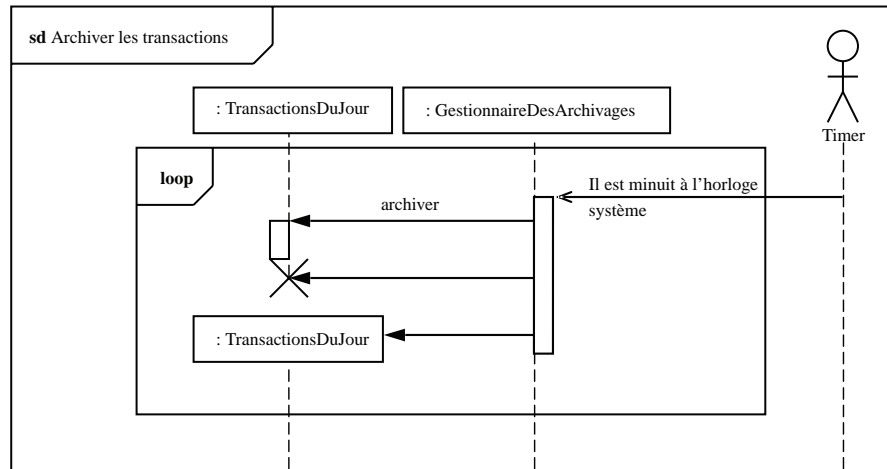 sd Archiver les transactions
: TransactionsDuJour
: GestionnaireDesArchivages
Timer
loop
Il est minuit à l’horloge
système
archiver
: TransactionsDuJour